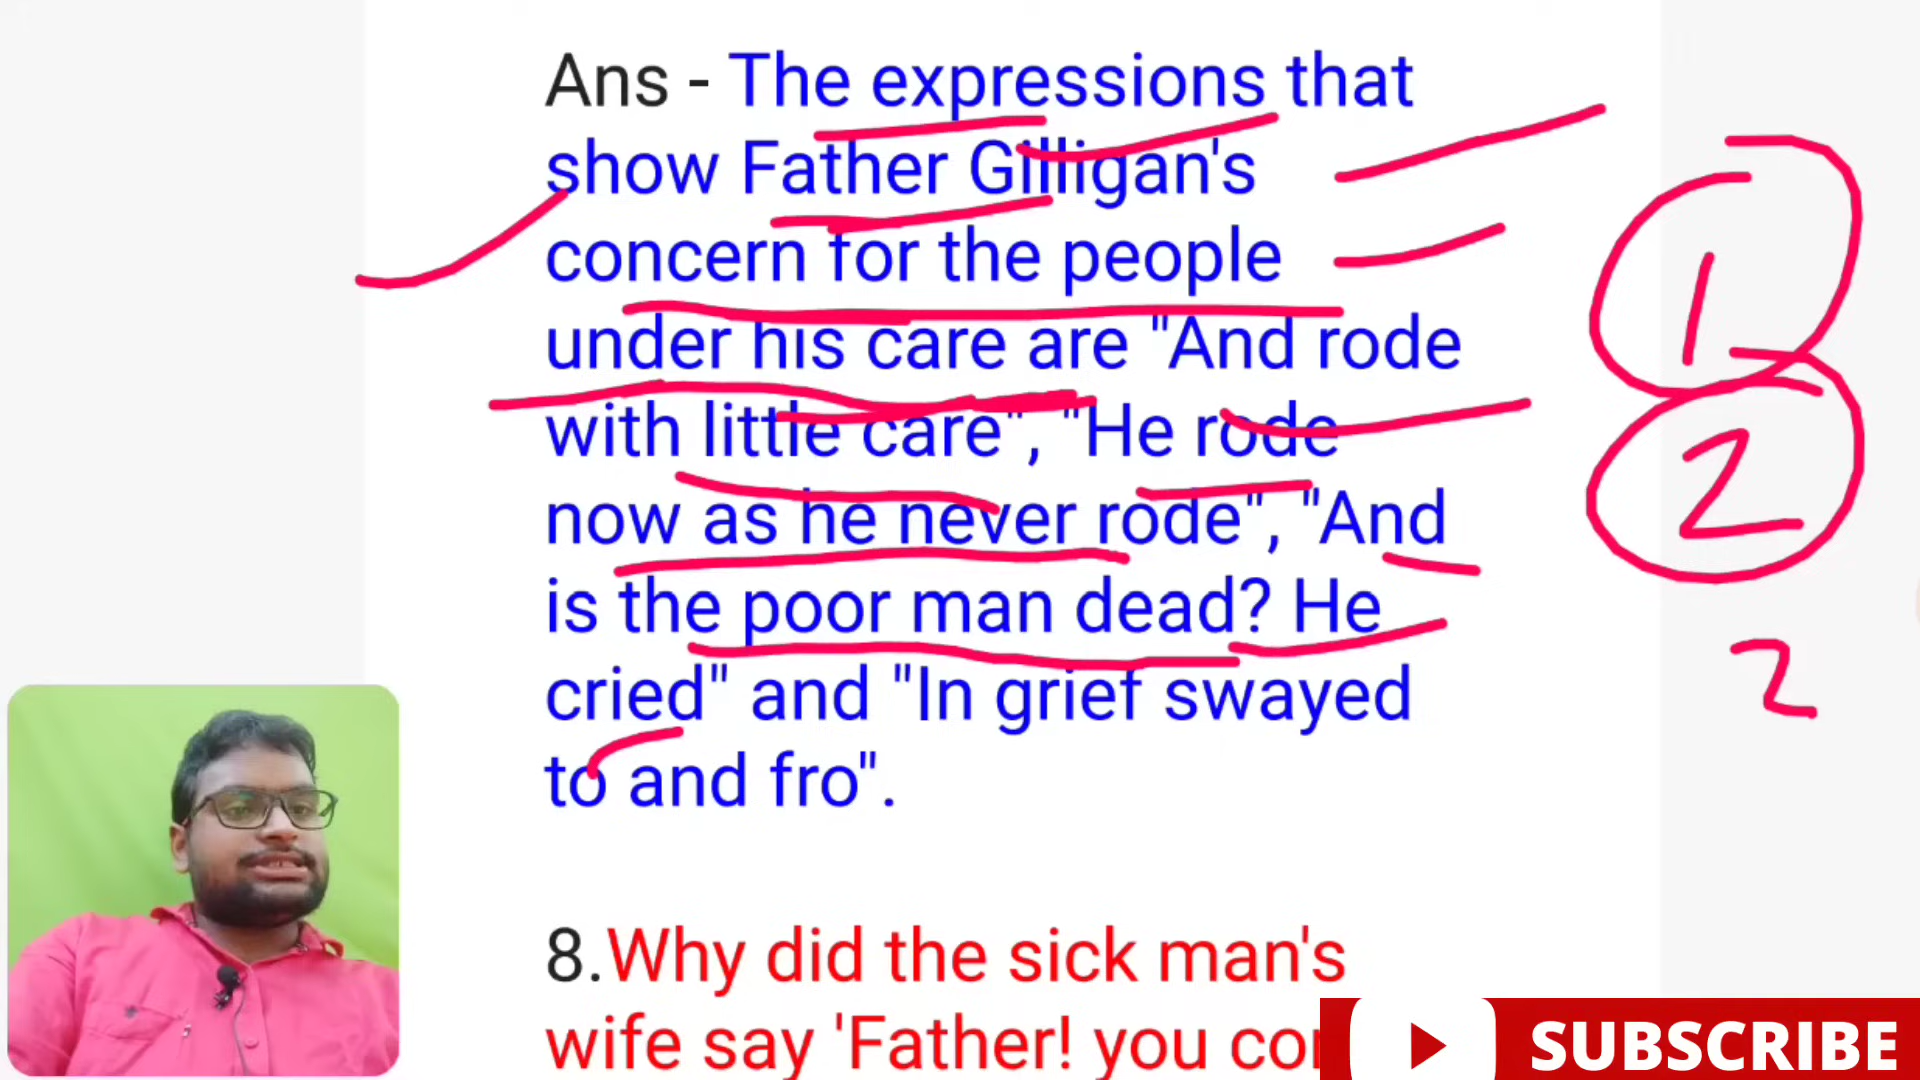 Ans - The expressions that
show Father Gilligan's
concern for the people
under his care are "And rode
with little care", "He rode
now as he never rode", "And
is the poor man dead? He
cried" and "In grief swayed
to and fro".
1
2
2
8.Why did the sick man's
wife say 'Father! you
SUBSCRIBE